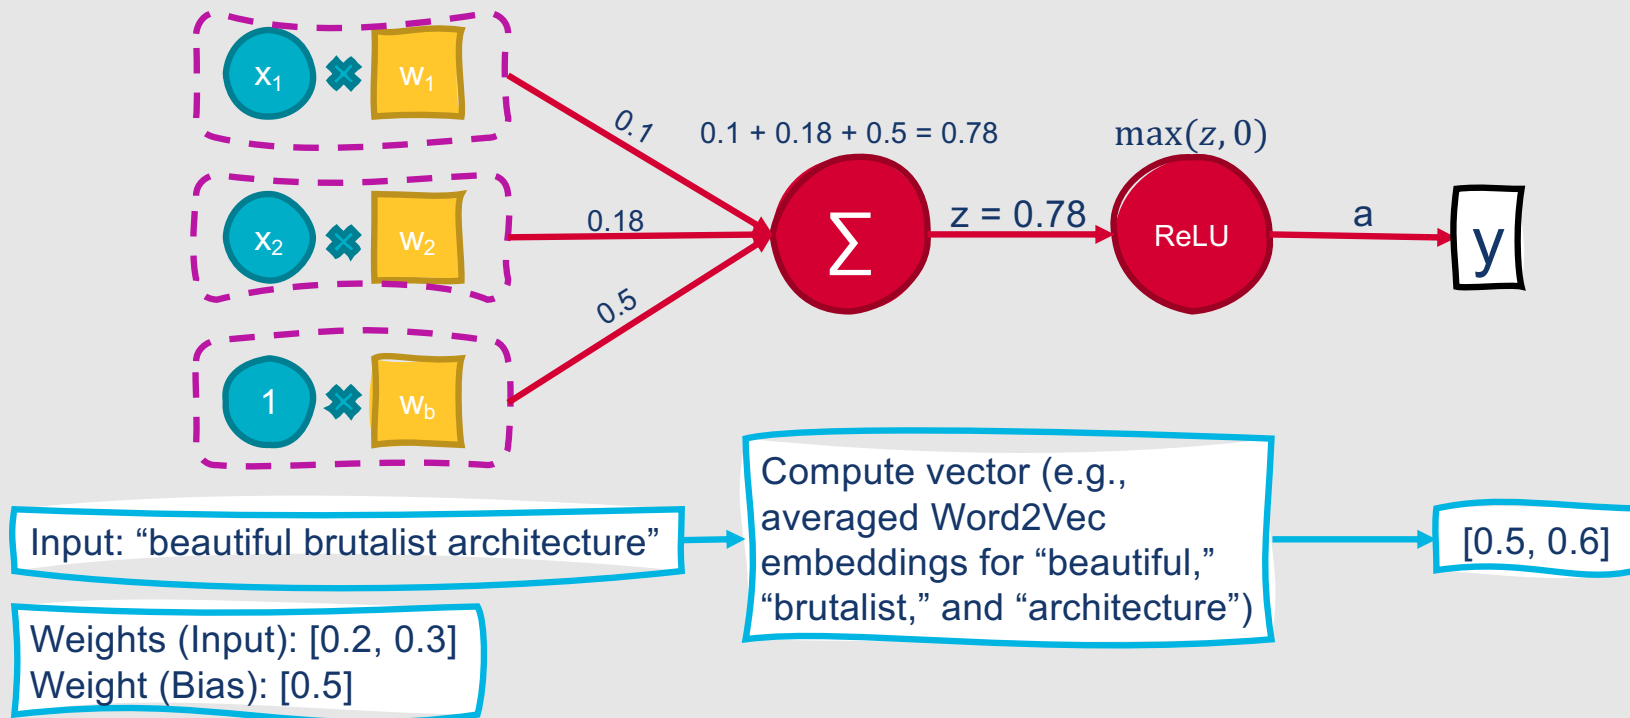 x₁ ✖ w₁
0.1
0.1 + 0.18 + 0.5 = 0.78
max(z, 0)
x₂ ✖ w₂
0.18
∑
z = 0.78
ReLU
a
y
0.5
1 ✖ w_b
Input: “beautiful brutalist architecture”
Compute vector (e.g.,
averaged Word2Vec
embeddings for “beautiful,”
“brutalist,” and “architecture”)
[0.5, 0.6]
Weights (Input): [0.2, 0.3]
Weight (Bias): [0.5]